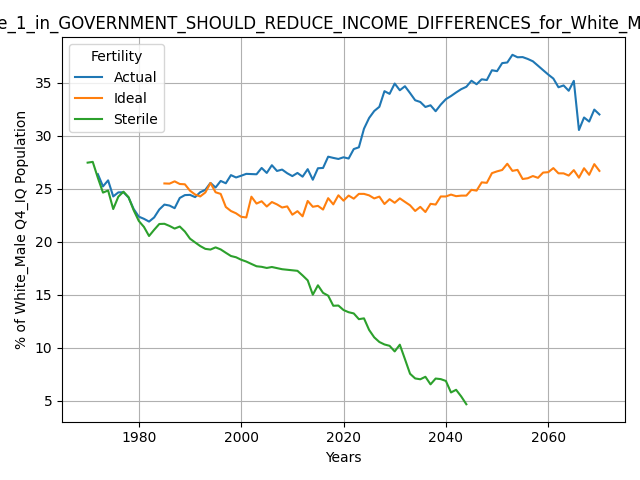 e_1_in_GOVERNMENT_SHOULD_REDUCE_INCOME_DIFFERENCES_for_White_M
Fertility
Actual
Ideal
Sterile
% of White_Male Q4_IQ Population
35
30
25
20
15
10
5
1980 2000 2020 2040 2060
Years